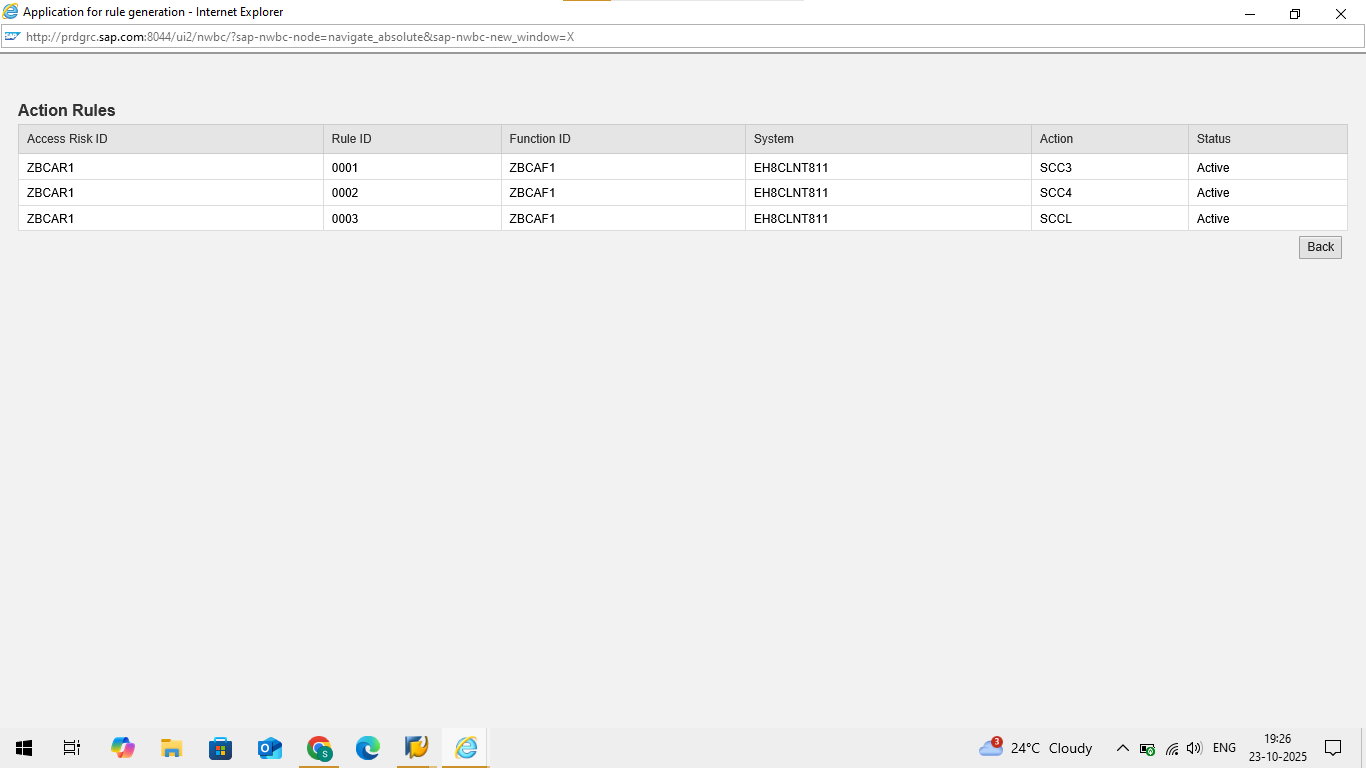 Application for rule generation - Internet Explorer
SAP http://prdgrc.sap.com:8044/ui2/nwbc/?sap-nwbc-node=navigate_absolute&sap-nwbc-new_window=X
Action Rules
Access Risk ID Rule ID Function ID System Action Status
ZBCAR1 0001 ZBCAF1 EH8CLNT811 SCC3 Active
ZBCAR1 0002 ZBCAF1 EH8CLNT811 SCC4 Active
ZBCAR1 0003 ZBCAF1 EH8CLNT811 SCCL Active
Back
S
3
24°C Cloudy
ENG
19:26
23-10-2025